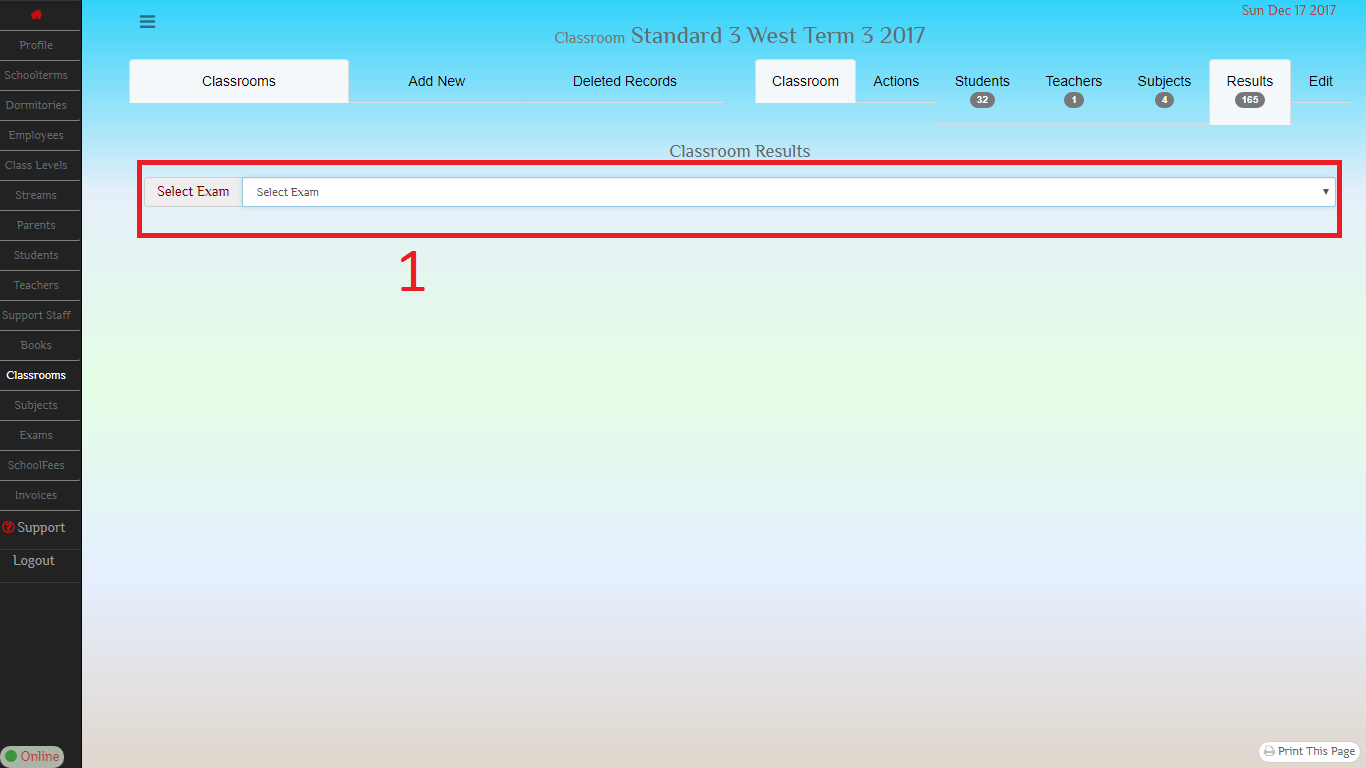 Sun Dec 17 2017
Classroom Standard 3 West Term 3 2017
Classrooms
Add New
Deleted Records
Classroom
Actions
Students
32
Teachers
1
Subjects
4
Results
165
Edit
Profile
Schoolterms
Dormitories
Employees
Class Levels
Streams
Parents
Students
Teachers
Support Staff
Books
Classrooms
Subjects
Exams
SchoolFees
Invoices
Support
Logout
Online
Classroom Results
Select Exam
Select Exam
1
Print This Page